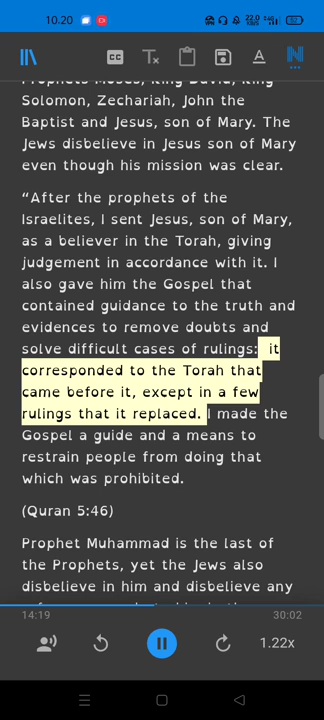 10.20
22.0
KB/S
CC
Prophets Moses, King David, King
Solomon, Zechariah, John the
Baptist and Jesus, son of Mary. The
Jews disbelieve in Jesus son of Mary
even though his mission was clear.
“After the prophets of the
Israelites, I sent Jesus, son of Mary,
as a believer in the Torah, giving
judgement in accordance with it. I
also gave him the Gospel that
contained guidance to the truth and
evidences to remove doubts and
solve difficult cases of rulings: it
corresponded to the Torah that
came before it, except in a few
rulings that it replaced. I made the
Gospel a guide and a means to
restrain people from doing that
which was prohibited.
(Quran 5:46)
Prophet Muhammad is the last of
the Prophets, yet the Jews also
disbelieve in him and disbelieve any
14:19 30:02
1.22x